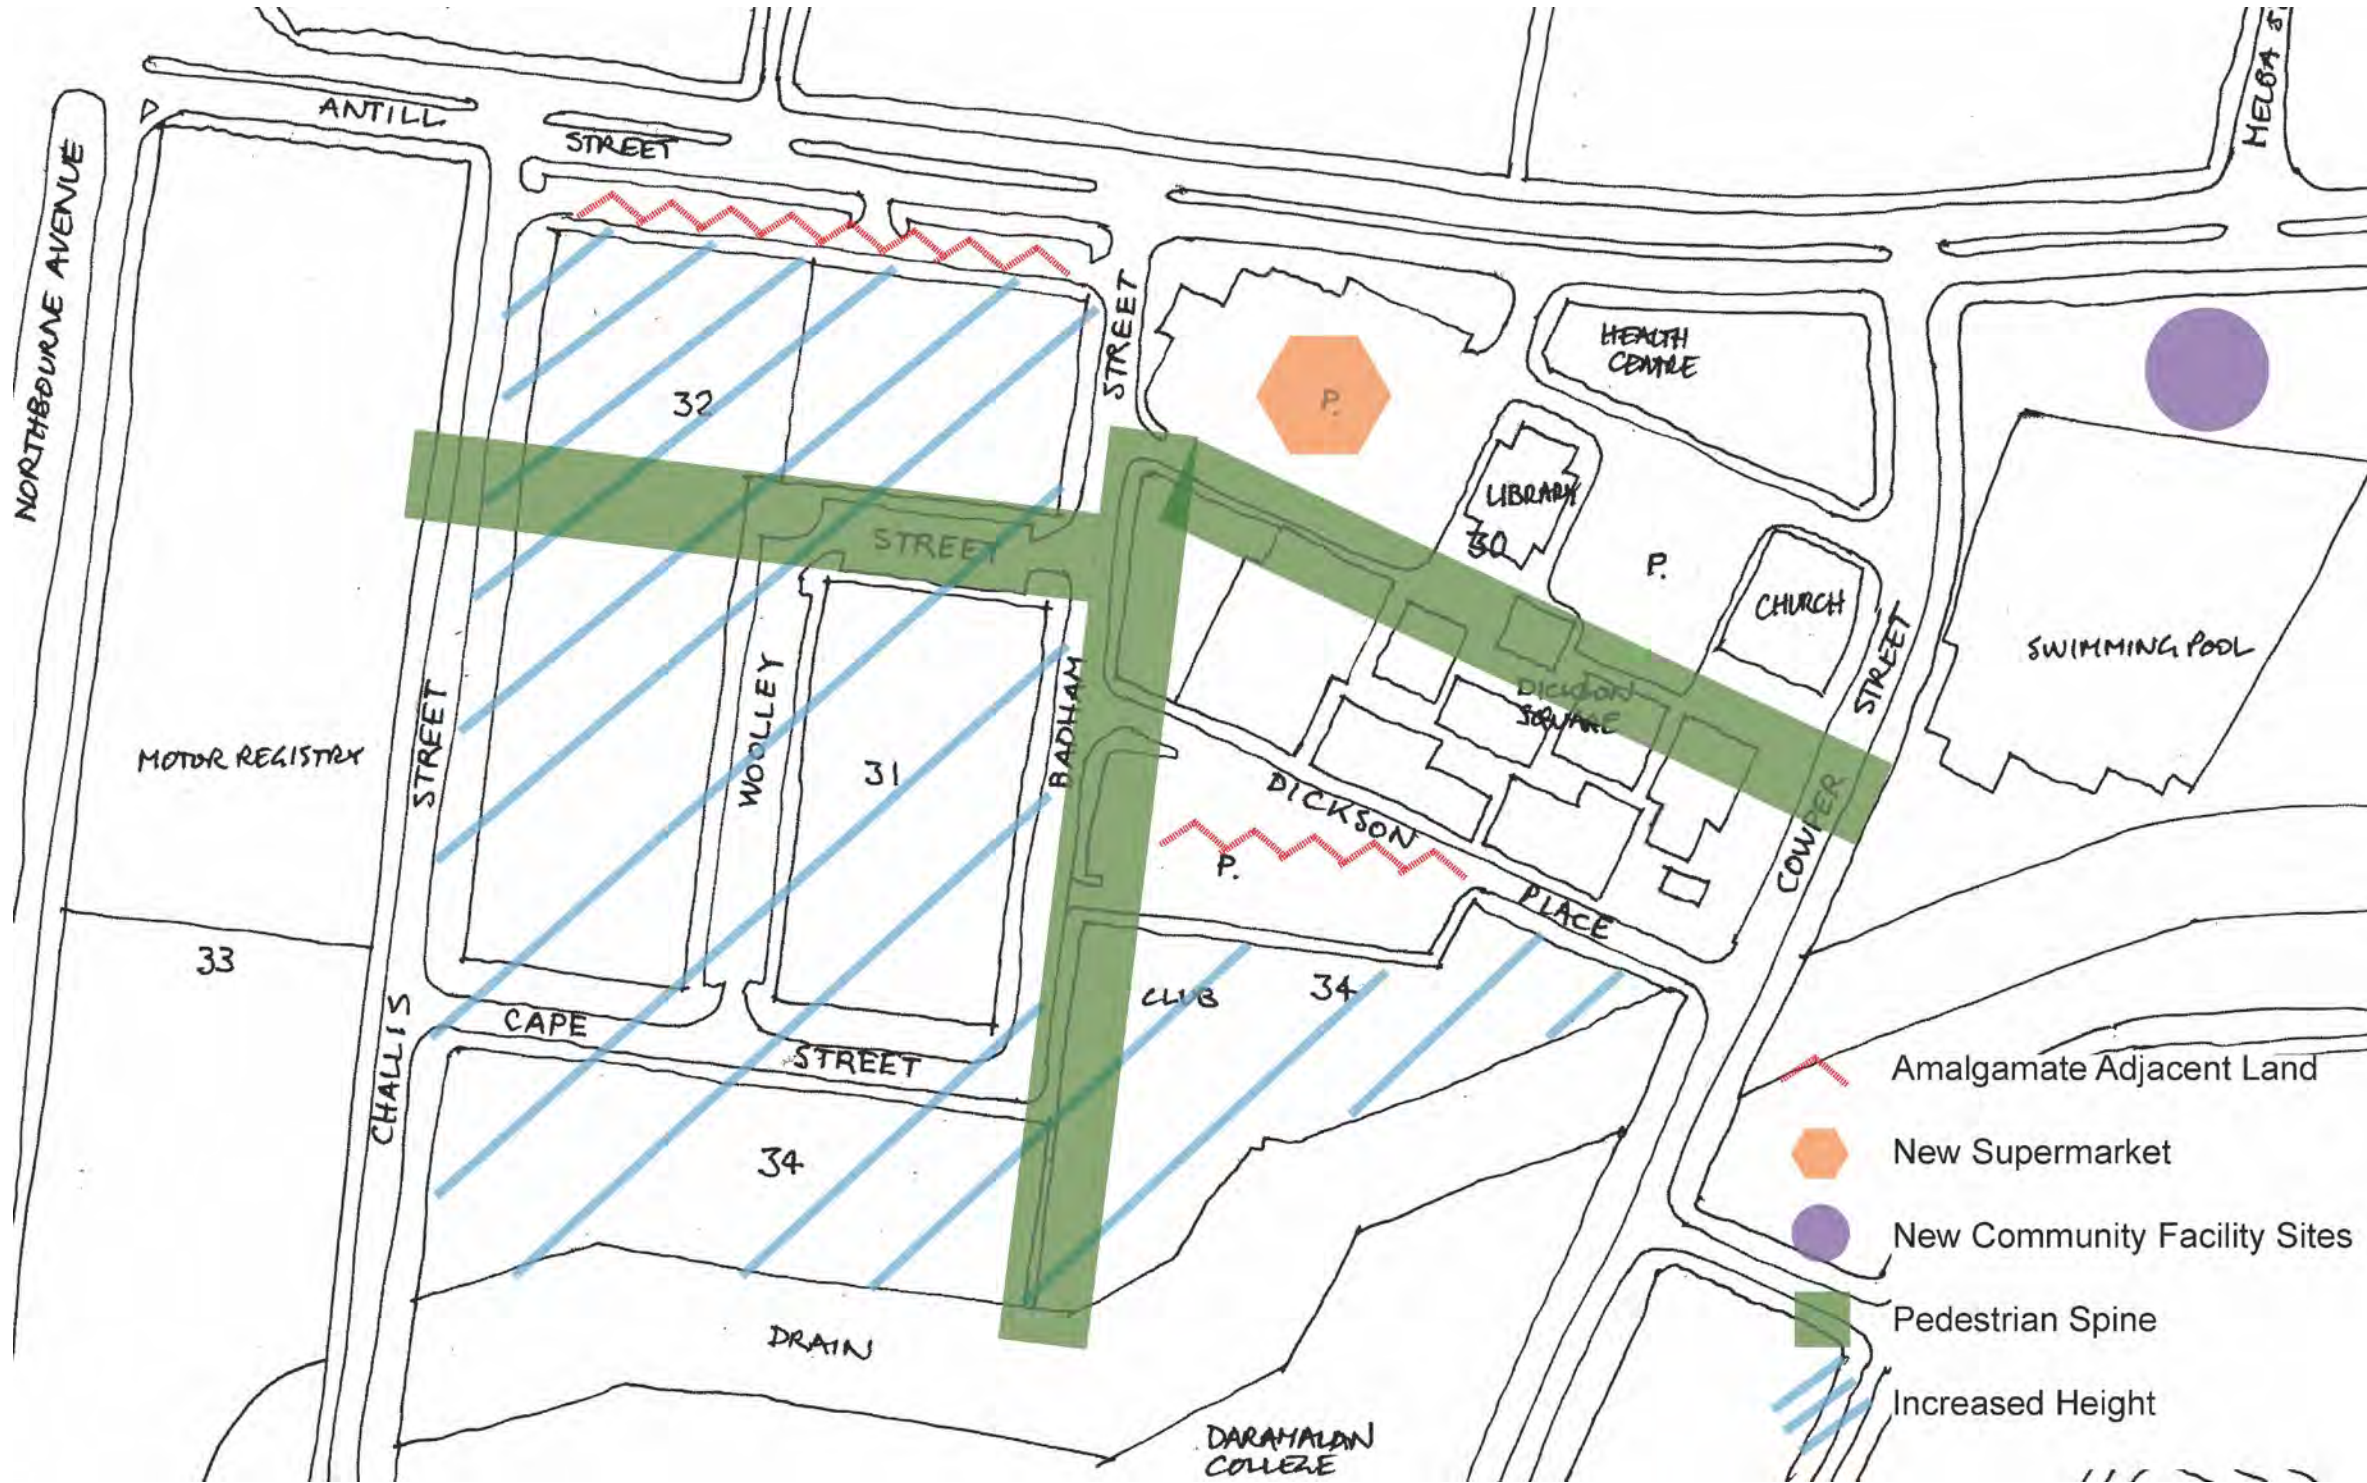 MELBA S
ANTILL
STREET
NORTHBOURNE AVENUE
STREET
HEALTH
CENTRE
32
P.
LIBRARY
30
STREET
P.
CHURCH
STREET
SWIMMING POOL
DICKSON
SQUARE
MOTOR REGISTRY
STREET
WOOLLEY
31
BADHAM
DICKSON
P.
PLACE
COWPER
33
CLUB
34
CAPE
STREET
CHALLIS
34
DRAIN
DARAMALAN
COLLEGE
Amalgamate Adjacent Land
New Supermarket
New Community Facility Sites
Pedestrian Spine
Increased Height